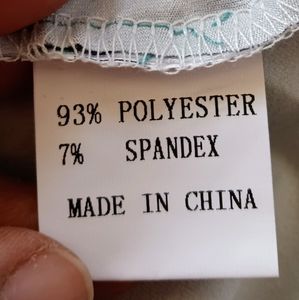 93% POLYESTER
7% SPANDEX
MADE IN CHINA